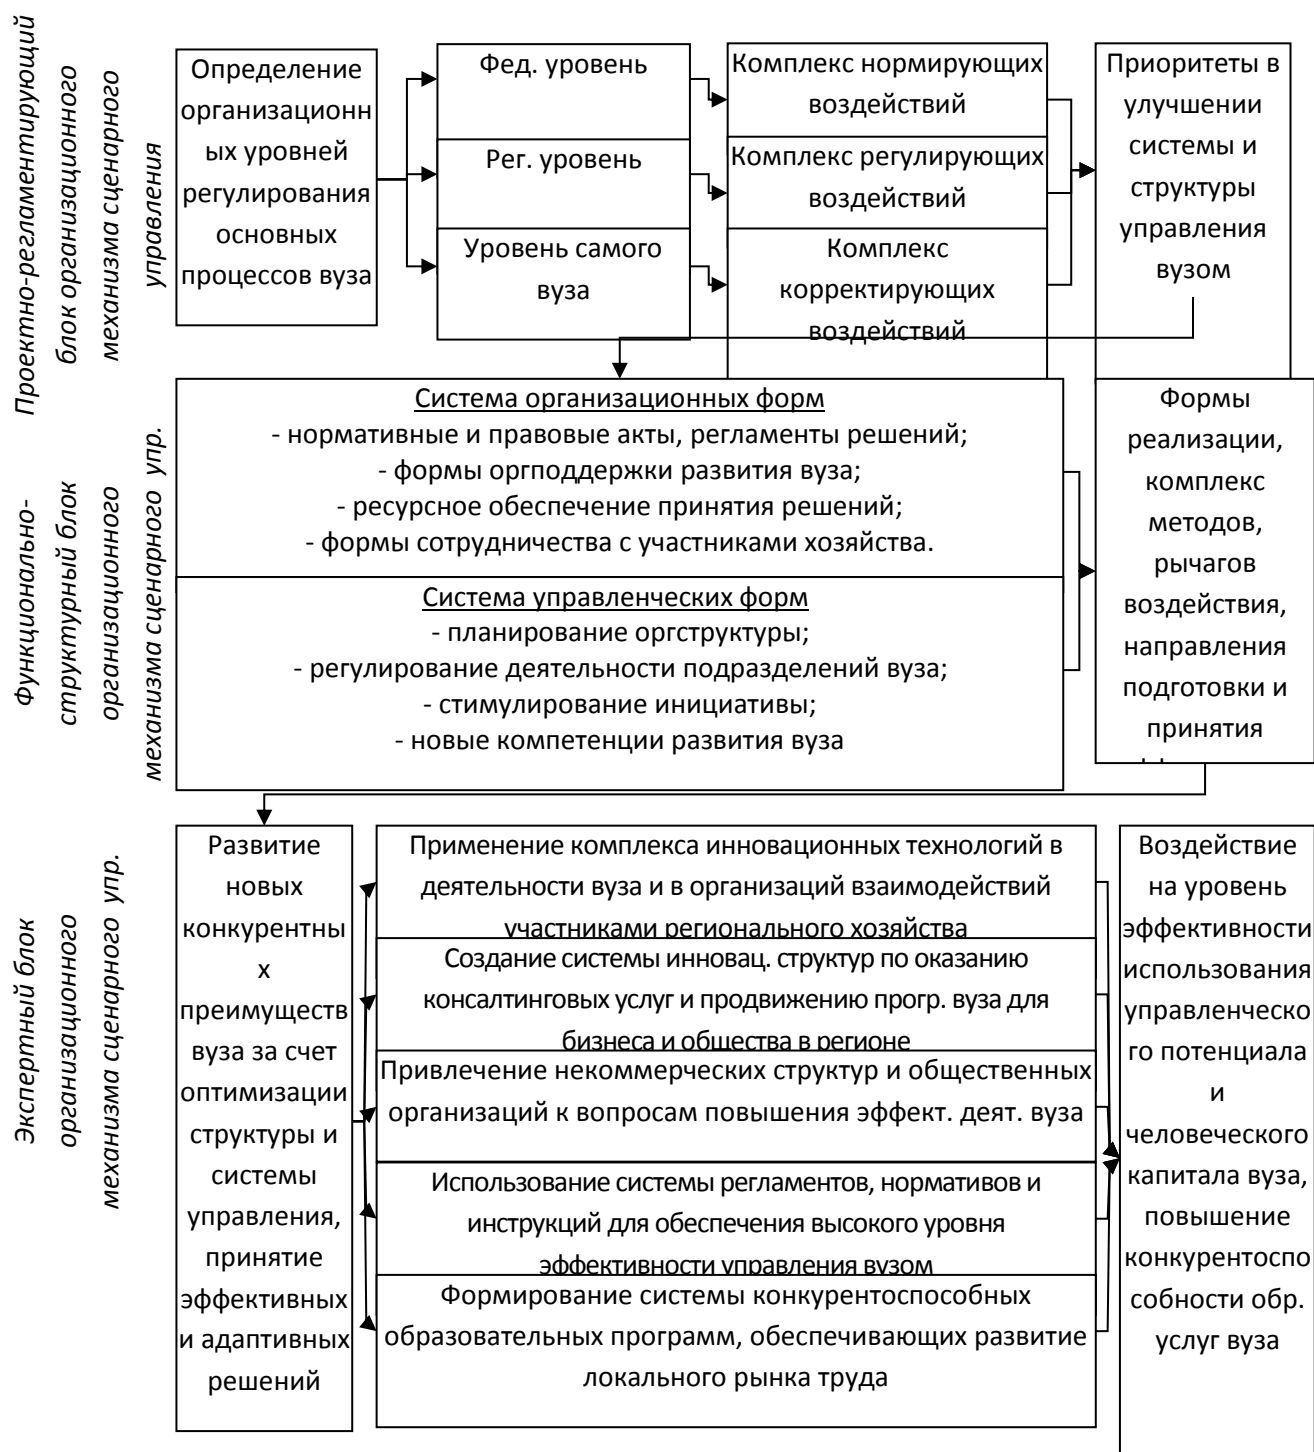 Проектно-регламентирующий
блок организационного
механизма сценарного
управления
Определение
организационн
ых уровней
регулирования
основных
процессов вуза
Фед. уровень
Рег. уровень
Уровень самого
вуза
Комплекс нормирующих
воздействий
Комплекс регулирующих
воздействий
Комплекс
корректирующих
воздействий
Приоритеты в
улучшении
системы и
структуры
управления
вузом
Функционально-
структурный блок
организационного
механизма сценарного упр.
Система организационных форм
- нормативные и правовые акты, регламенты решений;
- формы оргподдержки развития вуза;
- ресурсное обеспечение принятия решений;
- формы сотрудничества с участниками хозяйства.
Система управленческих форм
- планирование оргструктуры;
- регулирование деятельности подразделений вуза;
- стимулирование инициативы;
- новые компетенции развития вуза
Формы
реализации,
комплекс
методов,
рычагов
воздействия,
направления
подготовки и
принятия
Экспертный блок
организационного
механизма сценарного упр.
Развитие
новых
конкурентны
х
преимуществ
вуза за счет
оптимизации
структуры и
системы
управления,
принятие
эффективных
и адаптивных
решений
Применение комплекса инновационных технологий в
деятельности вуза и в организаций взаимодействий
участниками регионального хозяйства
Создание системы инновац. структур по оказанию
консалтинговых услуг и продвижению прогр. вуза для
бизнеса и общества в регионе
Привлечение некоммерческих структур и общественных
организаций к вопросам повышения эффект. деят. вуза
Использование системы регламентов, нормативов и
инструкций для обеспечения высокого уровня
эффективности управления вузом
Формирование системы конкурентоспособных
образовательных программ, обеспечивающих развитие
локального рынка труда
Воздействие
на уровень
эффективности
использования
управленческо
го потенциала
и
человеческого
капитала вуза,
повышение
конкурентоспо
собности обр.
услуг вуза